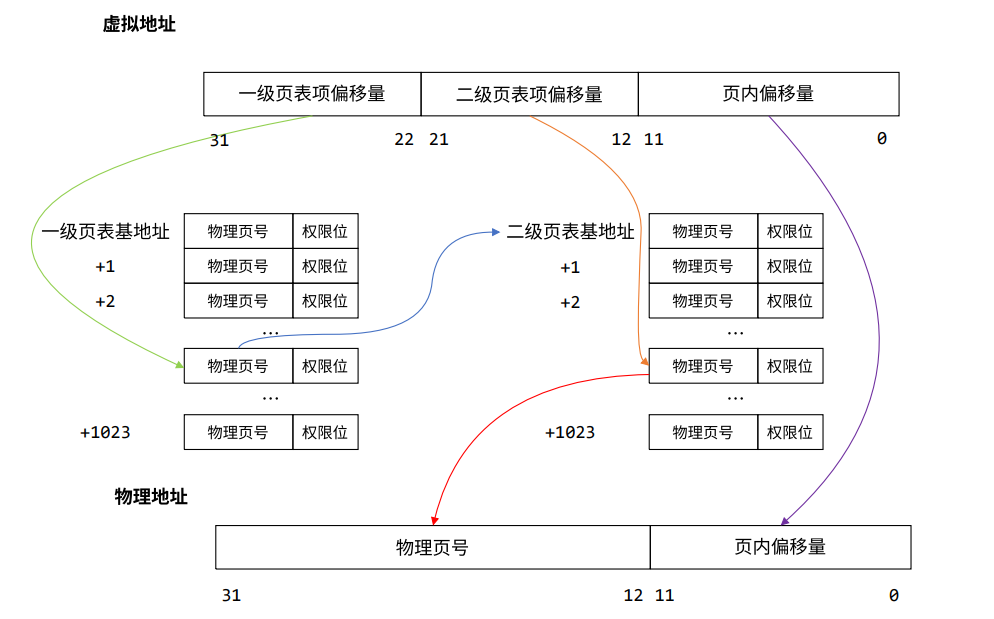 虚拟地址
一级页表项偏移量 二级页表项偏移量 页内偏移量
31 22 21 12 11 0
一级页表基地址 物理页号 权限位 二级页表基地址 物理页号 权限位
+1 物理页号 权限位 +1 物理页号 权限位
+2 物理页号 权限位 +2 物理页号 权限位
... ...
物理页号 权限位 物理页号 权限位
... ...
+1023 物理页号 权限位 +1023 物理页号 权限位
物理地址
物理页号 页内偏移量
31 12 11 0